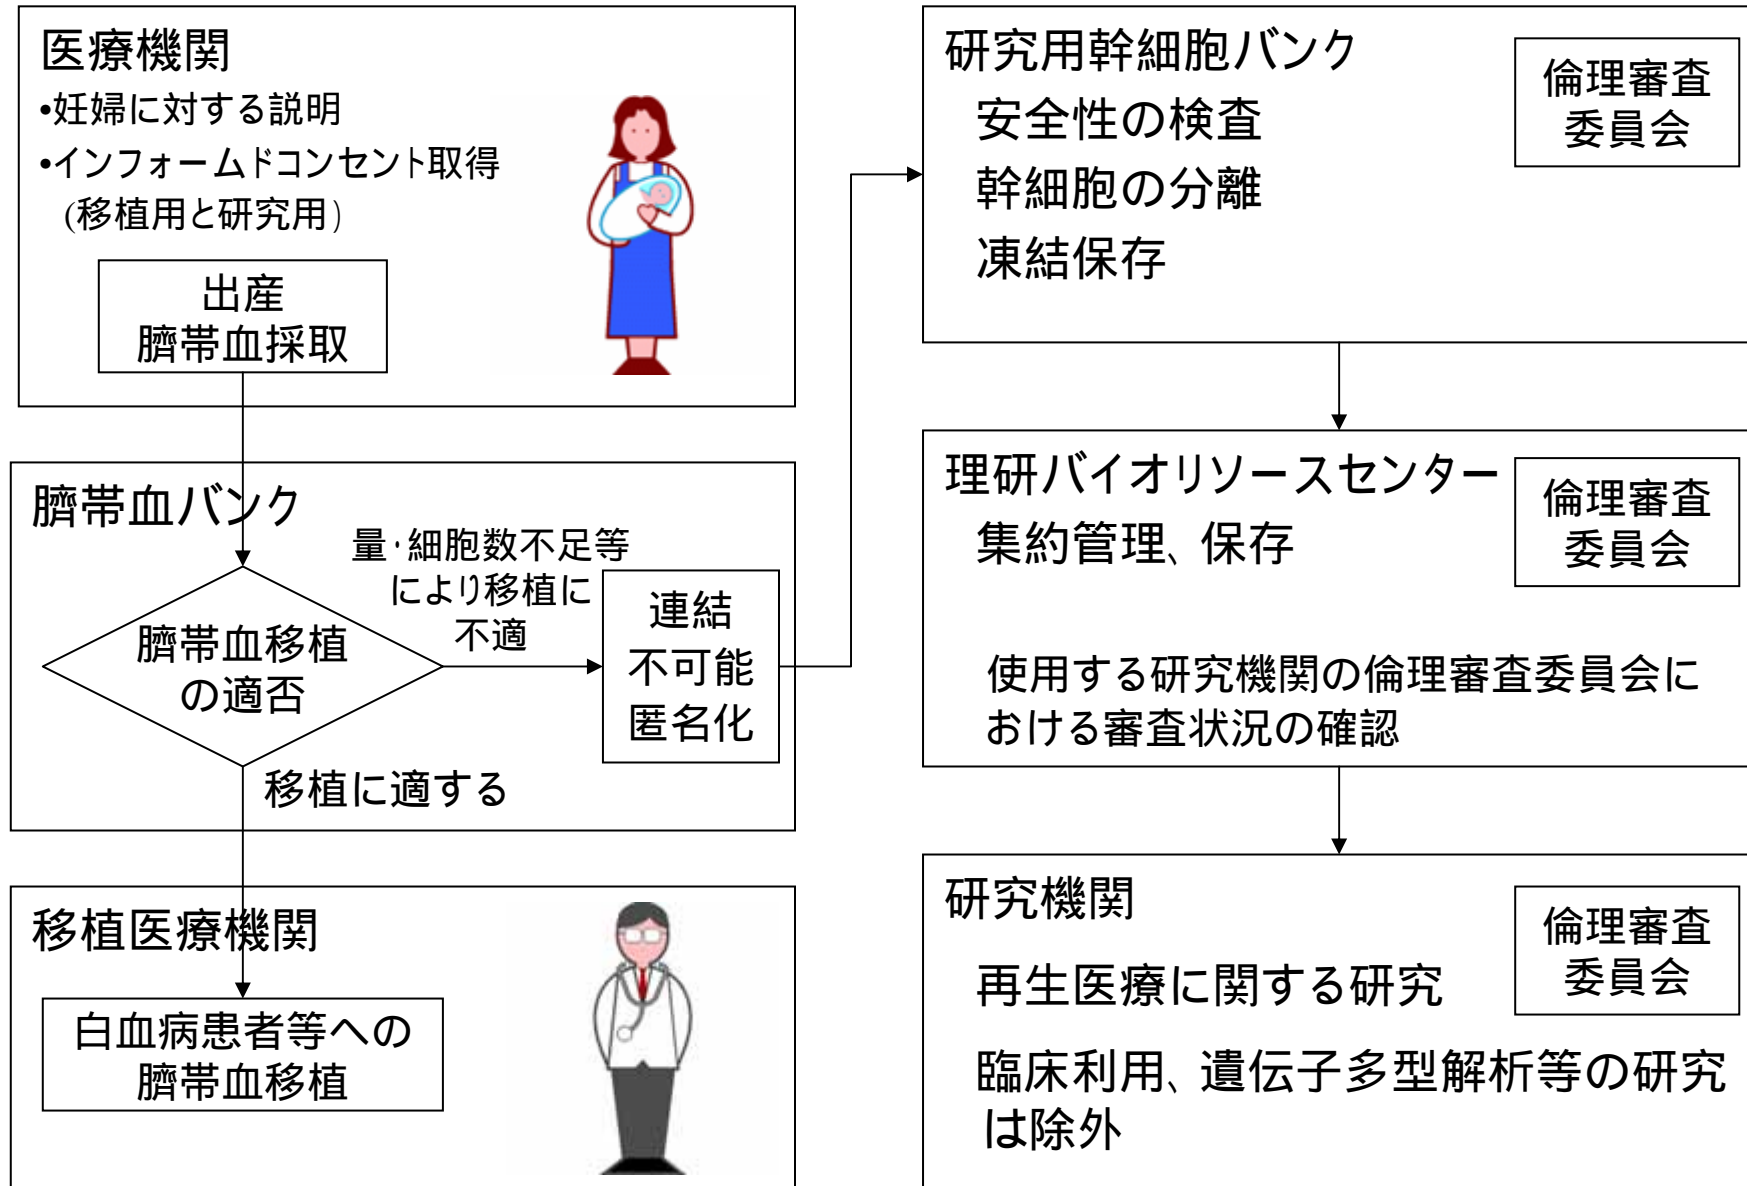 医療機関
•妊婦に対する説明
•インフォームドコンセント取得
(移植用と研究用)
出産
臍帯血採取
臍帯血バンク
量・細胞数不足等
により移植に
不適
臍帯血移植
の適否
連結
不可能
匿名化
移植に適する
移植医療機関
白血病患者等への
臍帯血移植
研究用幹細胞バンク
安全性の検査
幹細胞の分離
凍結保存
倫理審査
委員会
理研バイオリソースセンター
集約管理、保存
倫理審査
委員会
使用する研究機関の倫理審査委員会に
おける審査状況の確認
研究機関
倫理審査
委員会
再生医療に関する研究
臨床利用、遺伝子多型解析等の研究
は除外